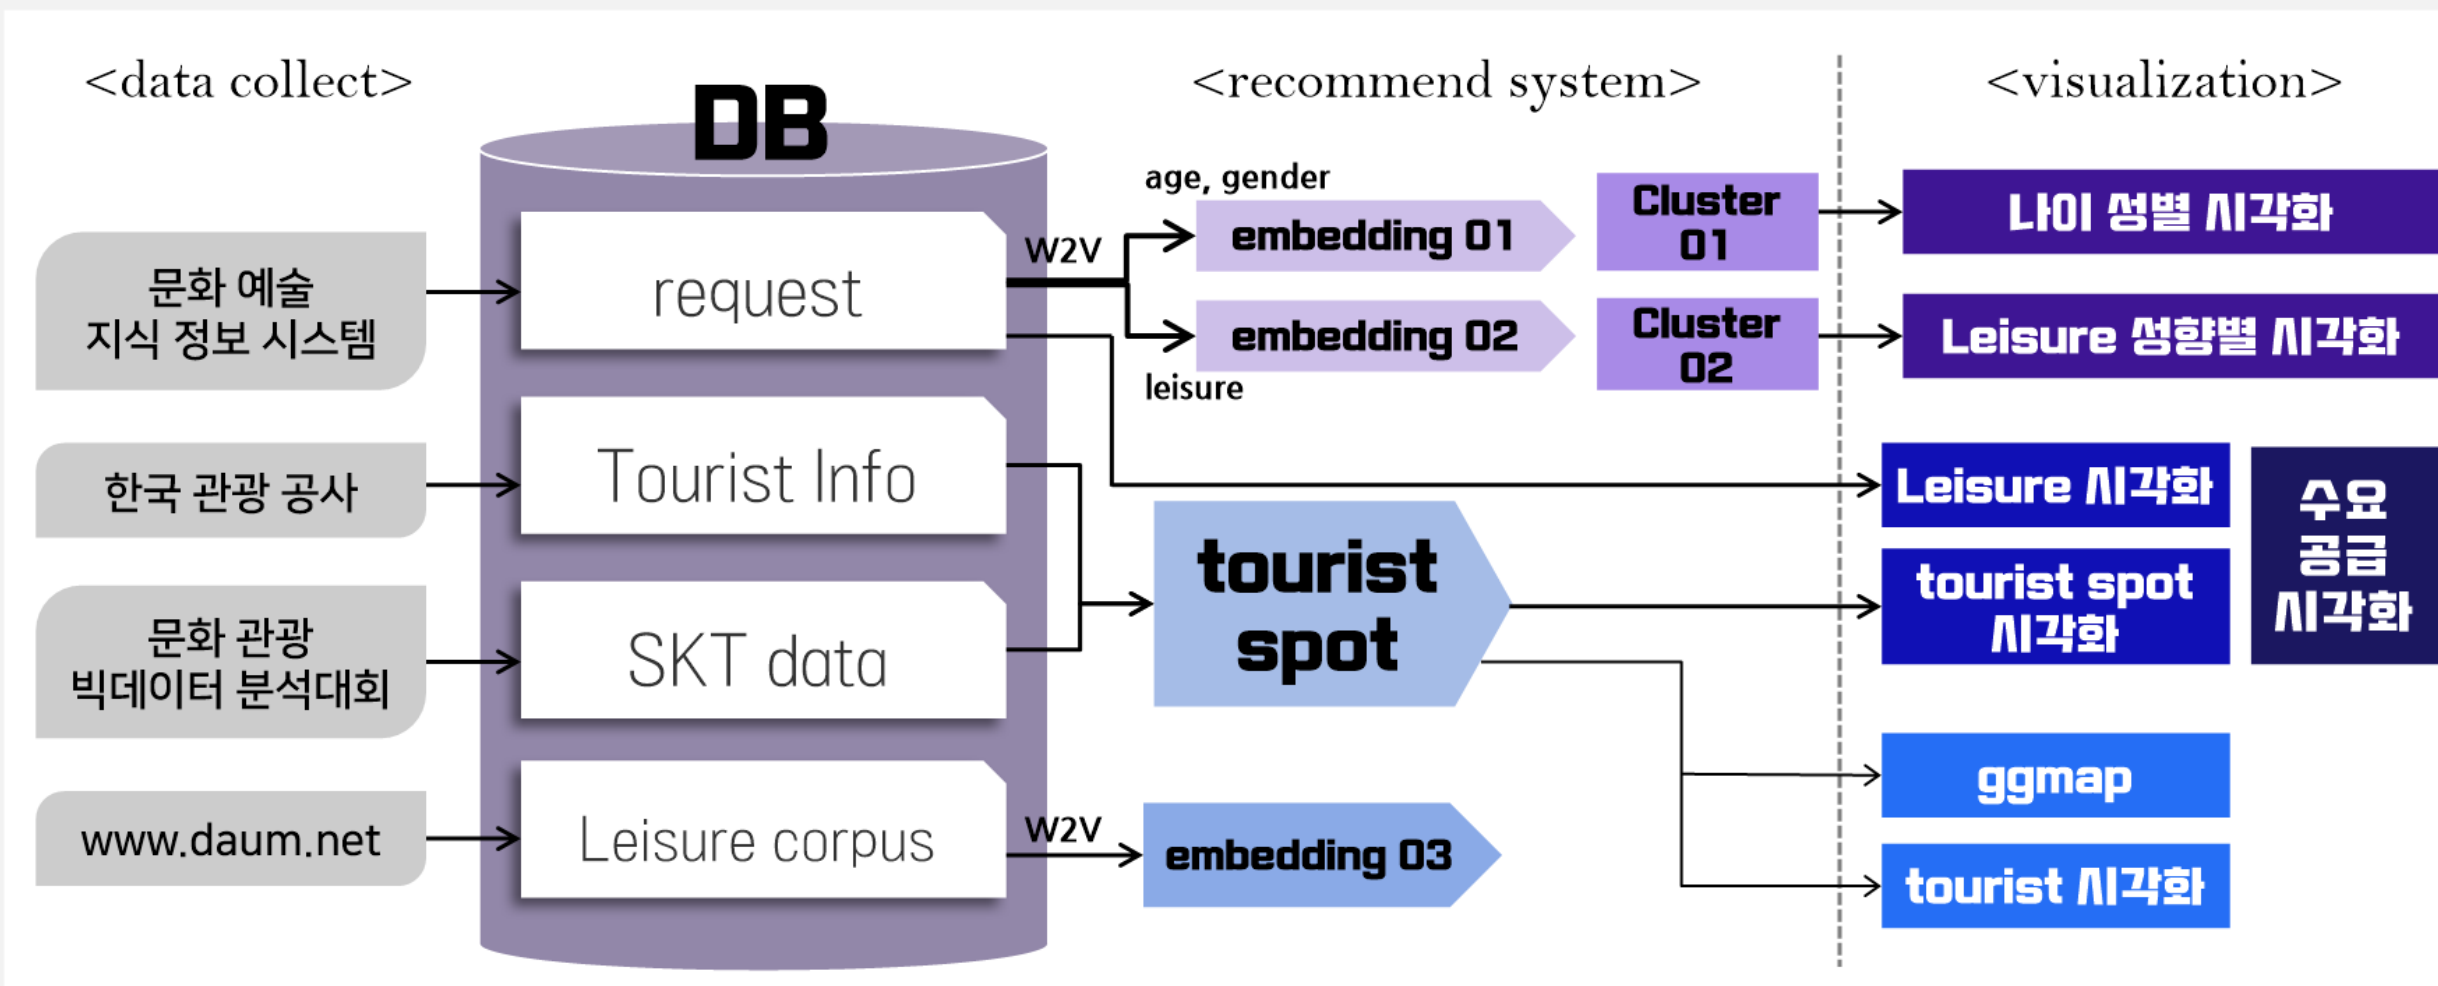 <data collect>
DB
<recommend system>
<visualization>
문화 예술
지식 정보 시스템
한국 관광 공사
문화 관광
빅데이터 분석대회
www.daum.net
request
Tourist Info
SKT data
Leisure corpus
W2V
age, gender
embedding 01
embedding 02
leisure
Cluster
01
Cluster
02
tourist
spot
W2V
embedding 03
나이 성별 시각화
Leisure 성향별 시각화
Leisure 시각화
tourist spot
시각화
수요
공급
시각화
ggmap
tourist 시각화